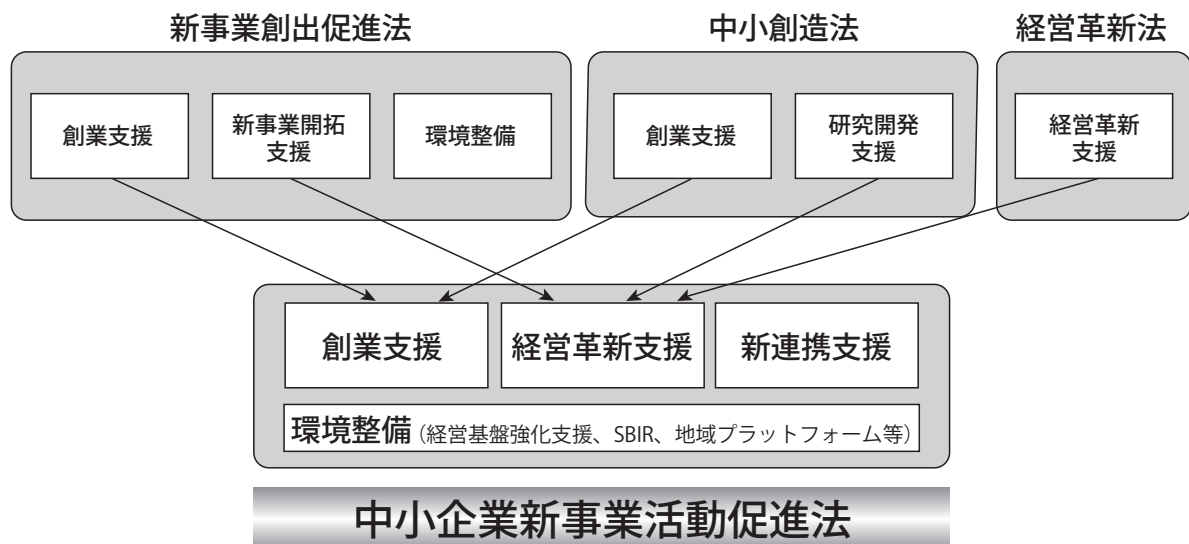 新事業創出促進法
中小創造法
経営革新法
創業支援
新事業開拓
支援
環境整備
創業支援
研究開発
支援
経営革新
支援
創業支援
経営革新支援
新連携支援
環境整備（経営基盤強化支援、SBIR、地域プラットフォーム等）
中小企業新事業活動促進法